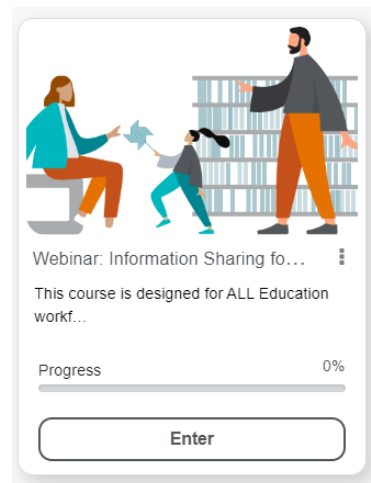 Webinar: Information Sharing fo...
This course is designed for ALL Education
workf...
Progress
0%
Enter